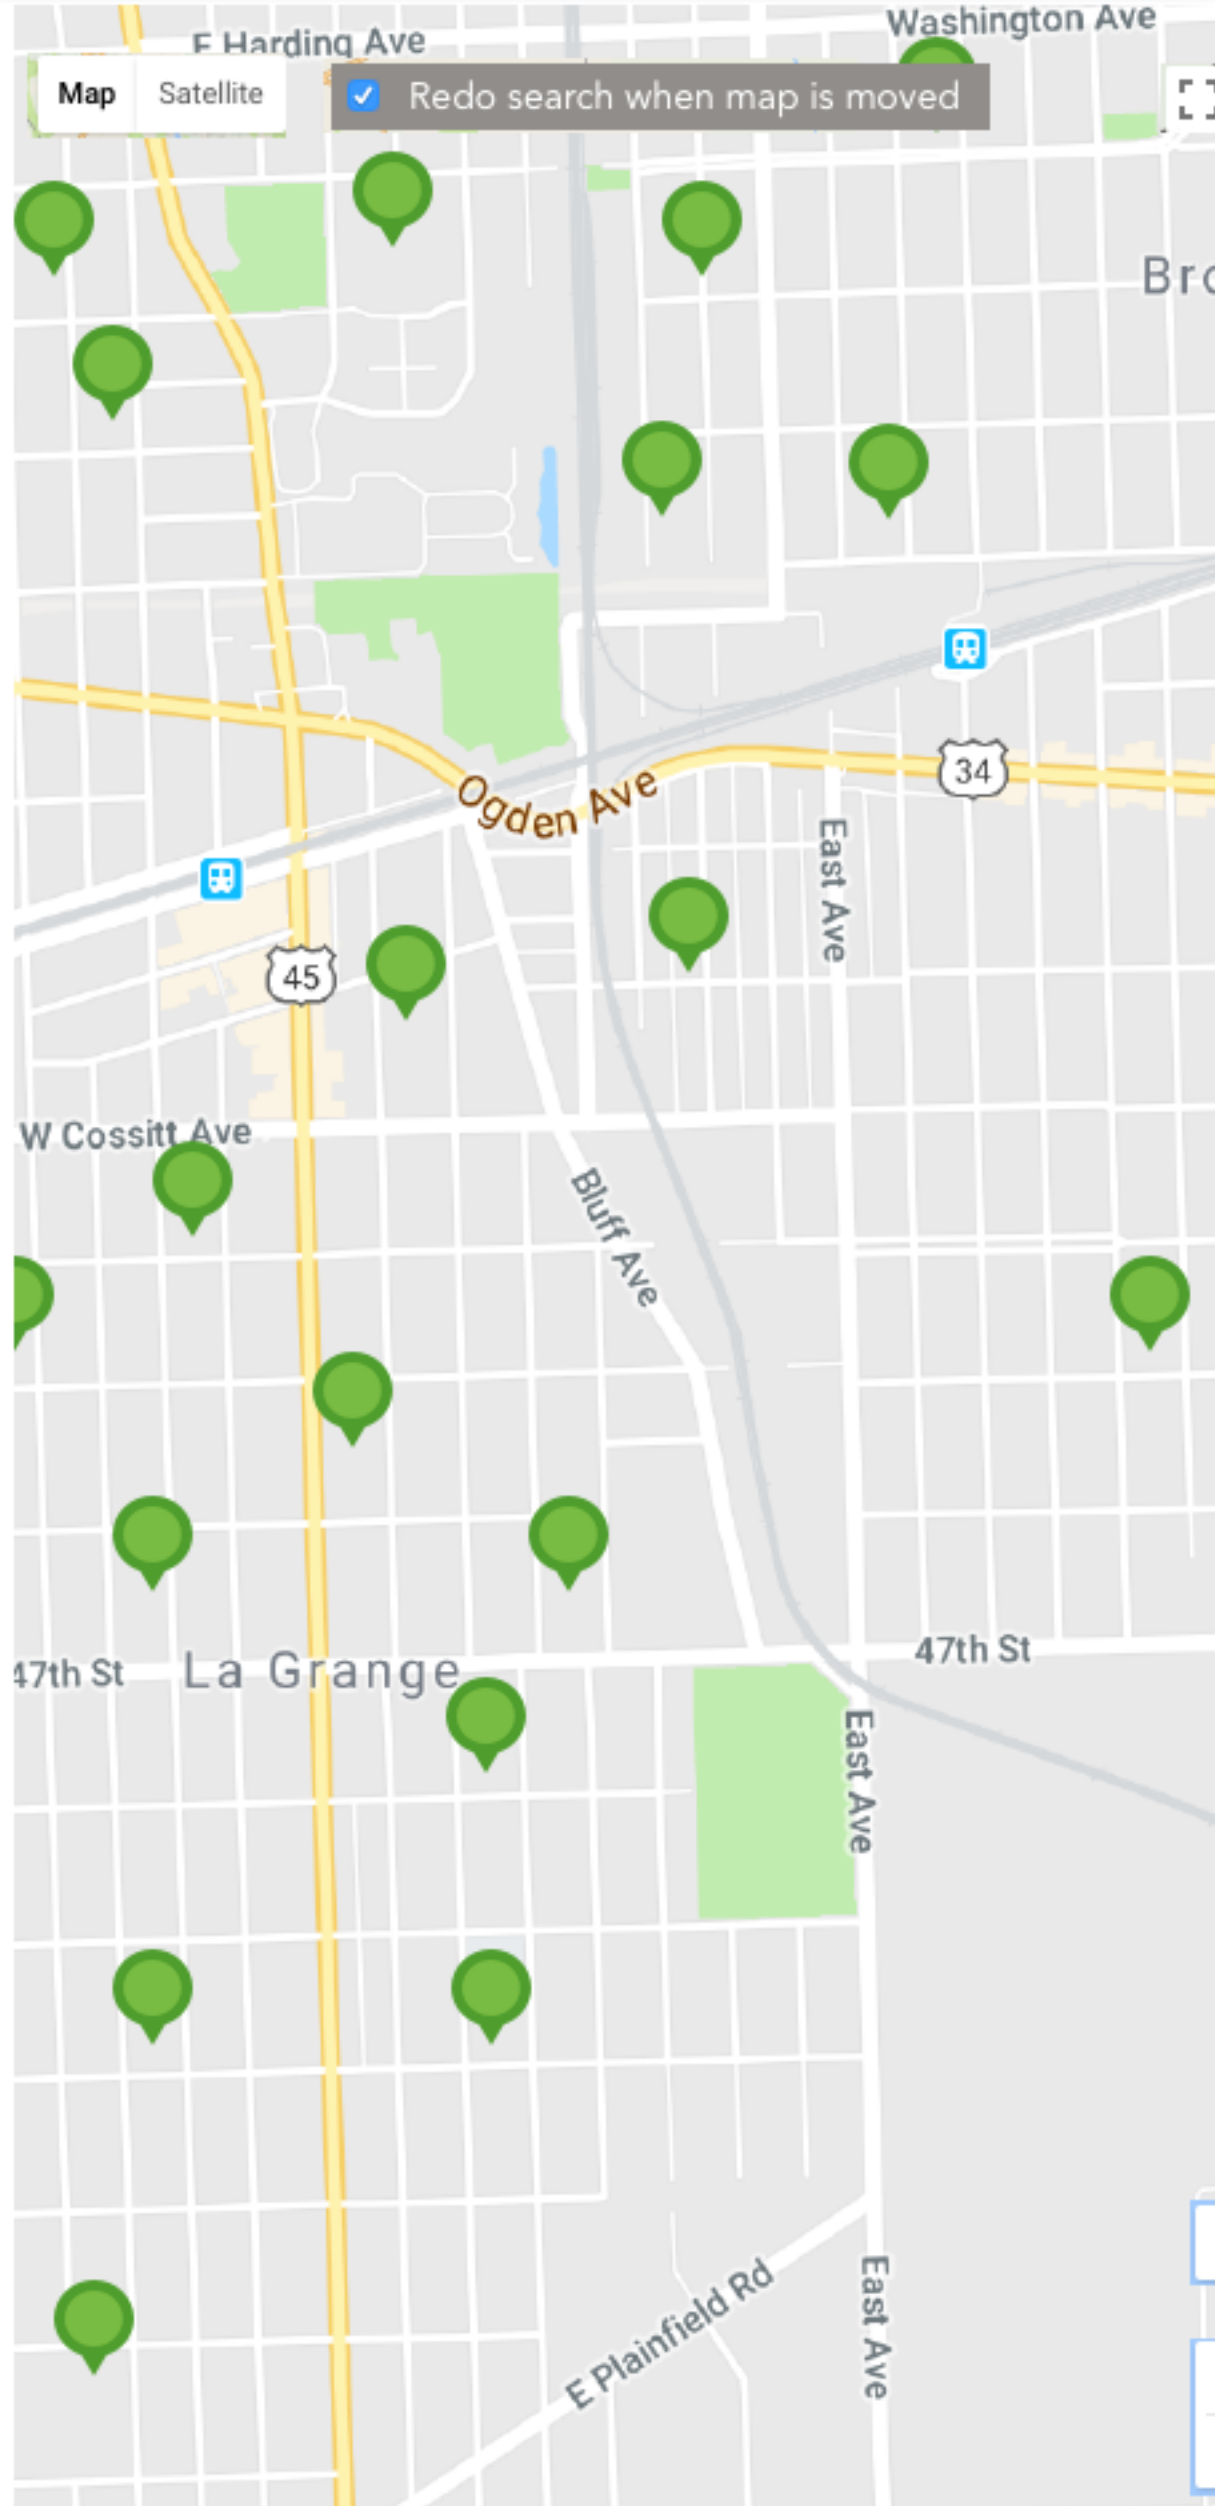 Washington Ave
E Harding Ave
Map
Satellite
Redo search when map is moved
Bro
Ogden Ave
34
East Ave
45
W Cossitt Ave
Bluff Ave
47th St
47th St
La Grange
East Ave
E Plainfield Rd
East Ave